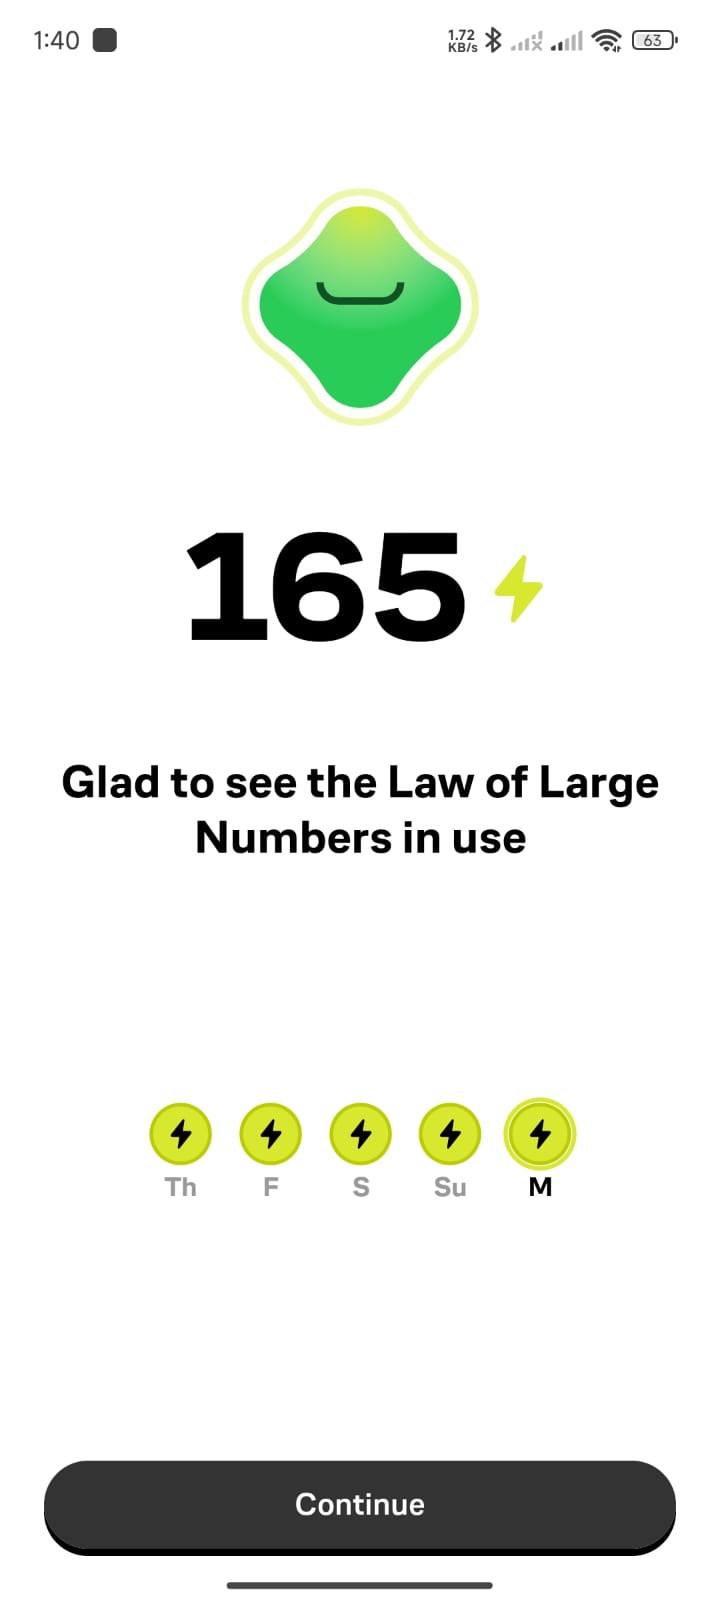 1:40
1.72
KB/s
63
165
Glad to see the Law of Large
Numbers in use
Th F S Su M
Continue